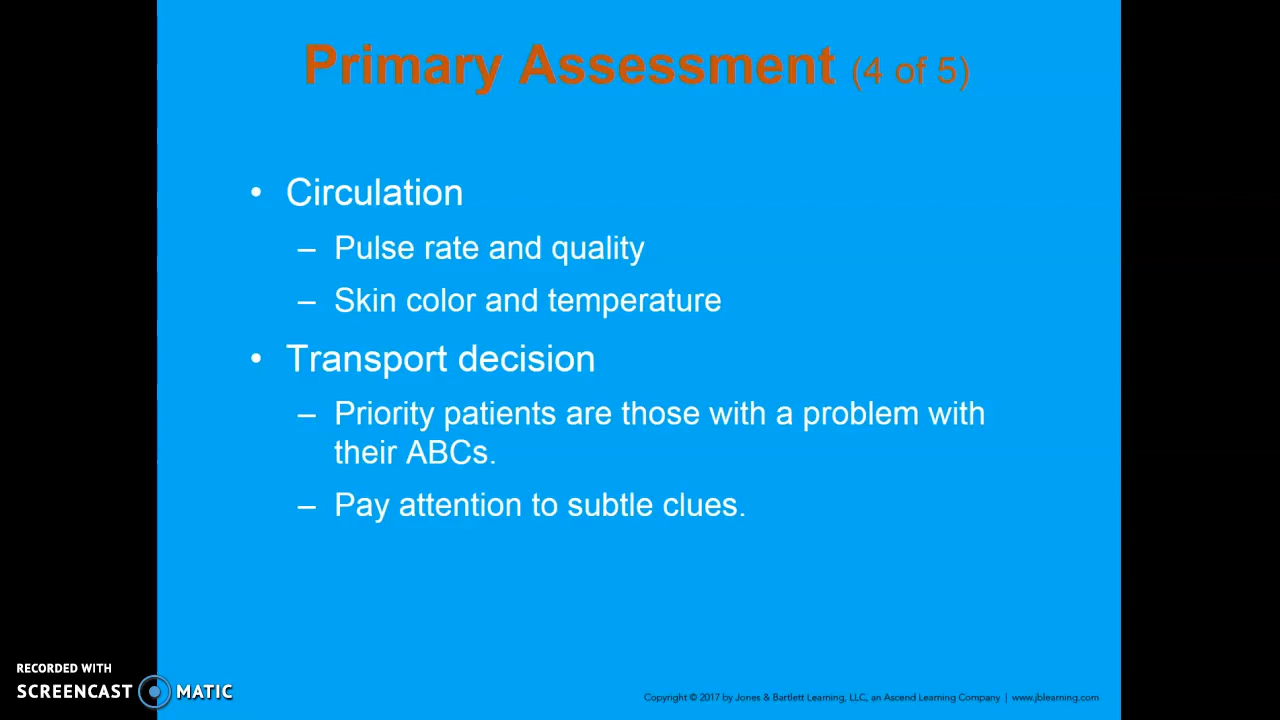 Primary Assessment (4 of 5)
• Circulation
– Pulse rate and quality
– Skin color and temperature
• Transport decision
– Priority patients are those with a problem with
their ABCs.
– Pay attention to subtle clues.
RECORDED WITH
SCREENCAST MATIC
Copyright © 2017 by Jones & Bartlett Learning, LLC, an Ascend Learning Company | www.jblearning.com